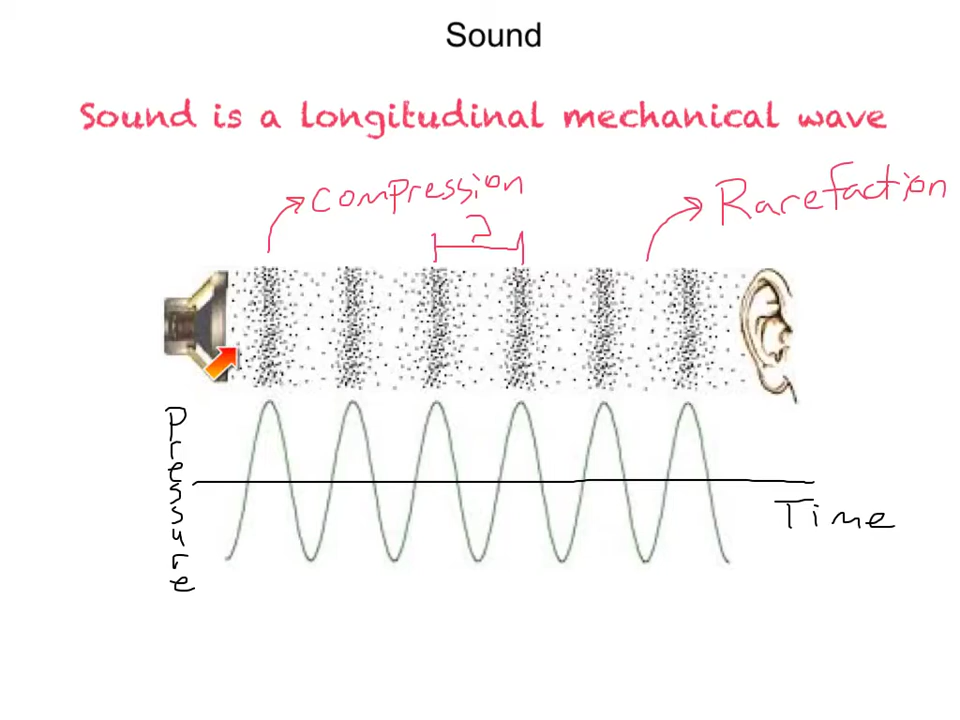 Sound
Sound is a longitudinal mechanical wave
Compression
Rarefaction
Pressure
Time